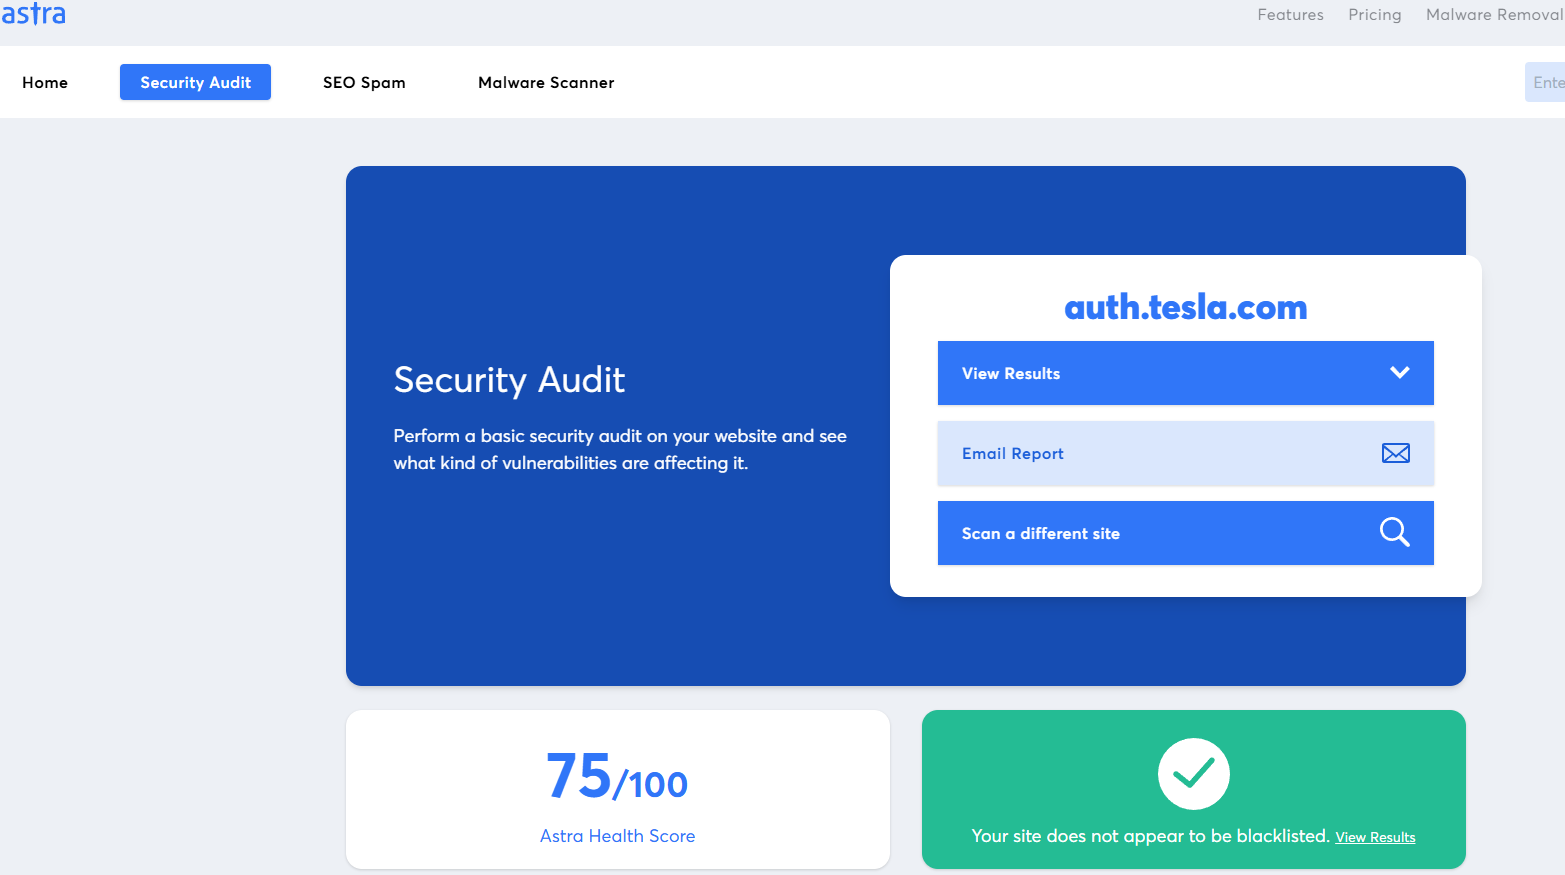 astra
Features Pricing Malware Removal
Home Security Audit SEO Spam Malware Scanner Ente
auth.tesla.com
View Results
Security Audit
Perform a basic security audit on your website and see
what kind of vulnerabilities are affecting it.
Email Report
Scan a different site
75/100
Astra Health Score
Your site does not appear to be blacklisted. View Results